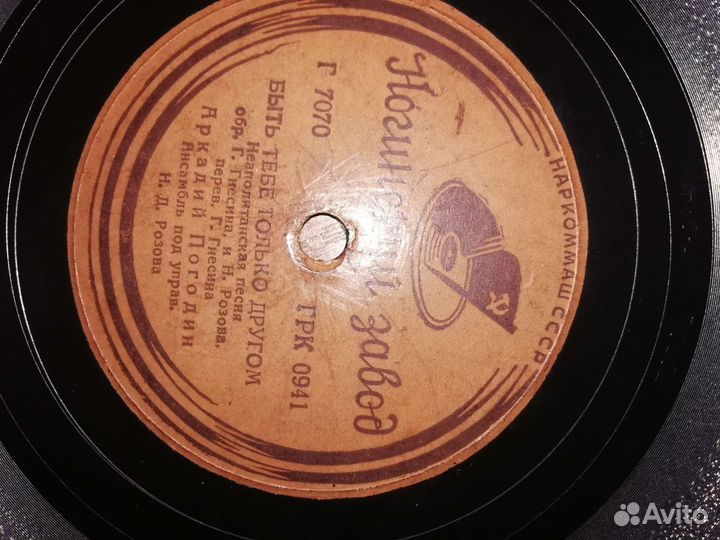 НАРКОММАШ СССР
Ногинский завод
Г 7070 ГРК 0941
БЫТЬ ТЕБЕ ТОЛЬКО ДРУГОМ
Неаполитанская песня
обр. Г. Гнесина, и Н. Розова,
перев. Г. Гнесина
Аркадий Погодин
Ансамбль под управ.
Н. Д. Розова
Avito